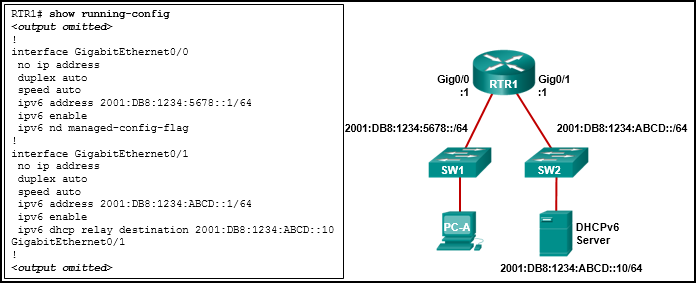 RTR1# show running-config
<output omitted>
!
interface GigabitEthernet0/0
no ip address
duplex auto
speed auto
ipv6 address 2001:DB8:1234:5678::1/64
ipv6 enable
ipv6 nd managed-config-flag
!
interface GigabitEthernet0/1
no ip address
duplex auto
speed auto
ipv6 address 2001:DB8:1234:ABCD::1/64
ipv6 enable
ipv6 dhcp relay destination 2001:DB8:1234:ABCD::10
GigabitEthernet0/1
!
<output omitted>
Gig0/0
:1
RTR1
Gig0/1
:1
2001:DB8:1234:5678::/64
2001:DB8:1234:ABCD::/64
SW1
SW2
PC-A
DHCPv6
Server
2001:DB8:1234:ABCD::10/64